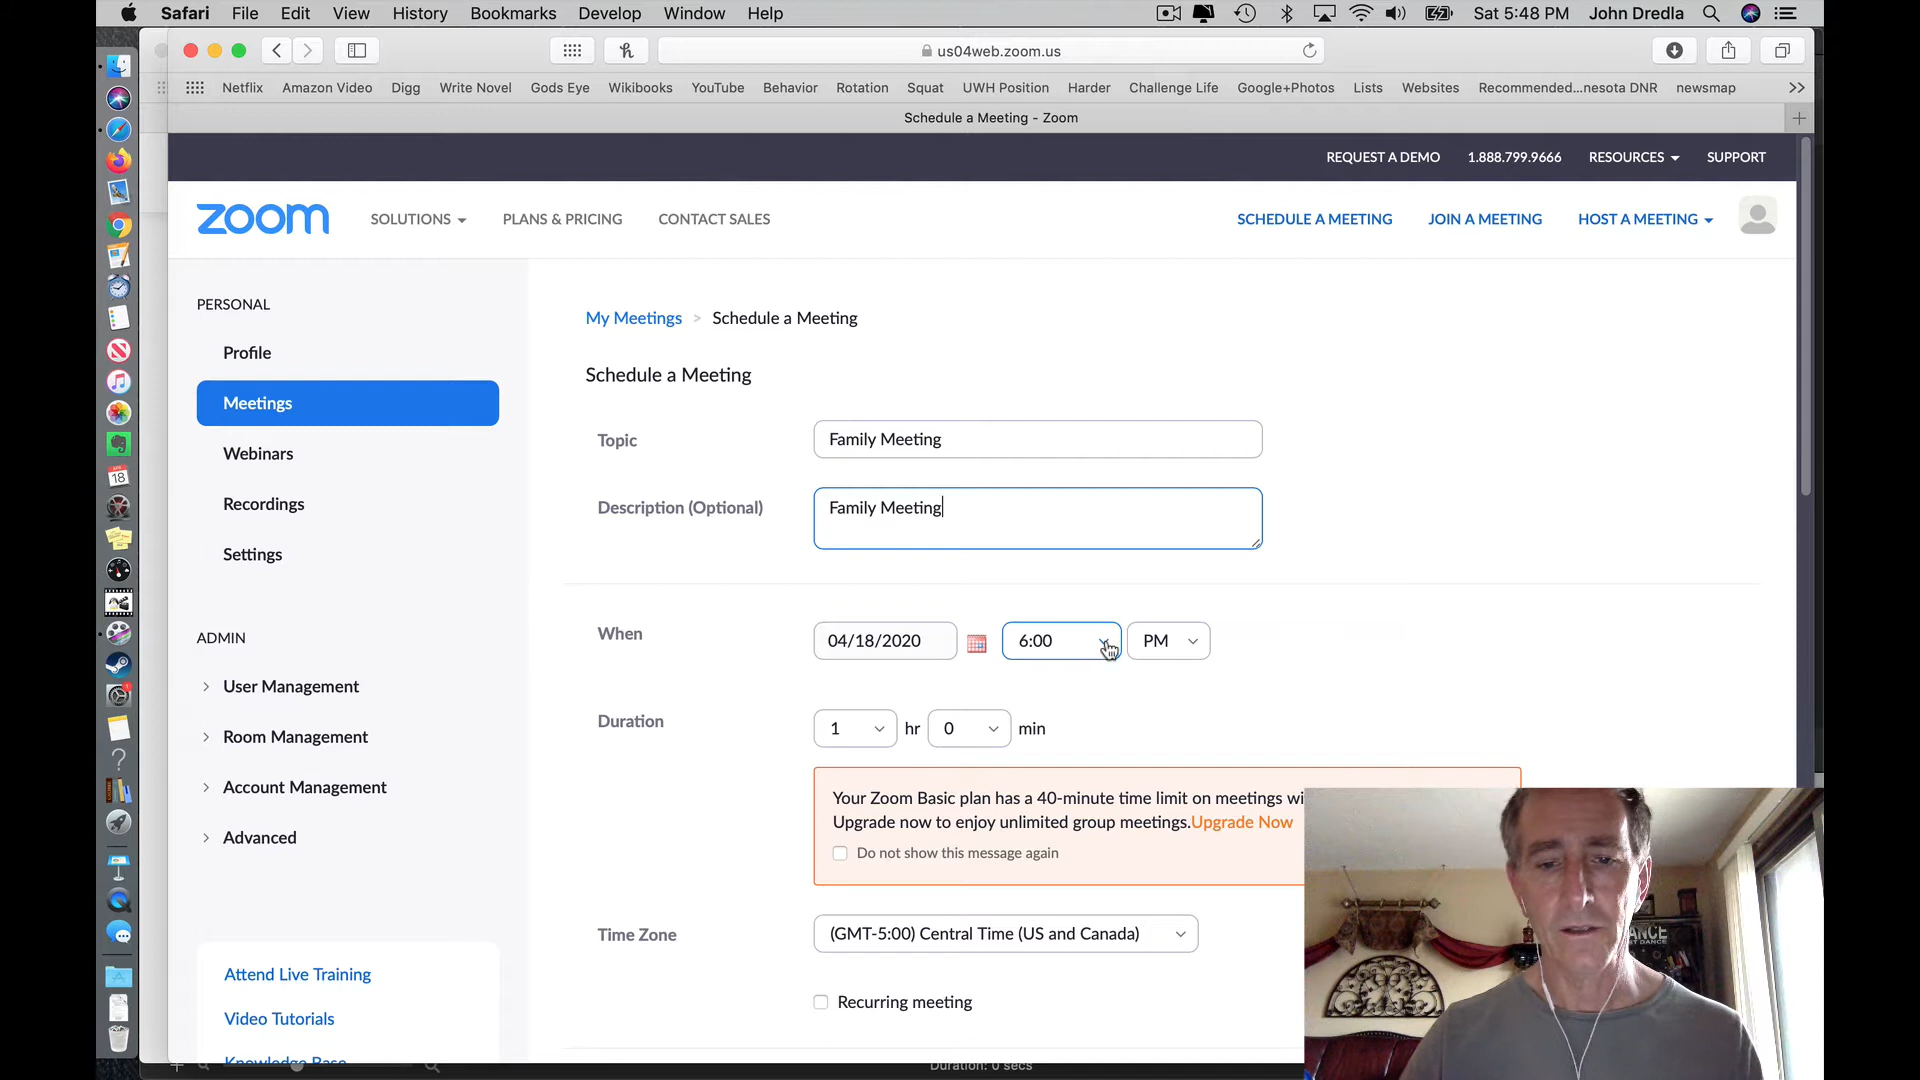 Safari File Edit View History Bookmarks Develop Window Help Sat 5:48 PM John Dredla
us04web.zoom.us
Netflix Amazon Video Digg Write Novel Gods Eye Wikibooks YouTube Behavior Rotation Squat UWH Position Harder Challenge Life Google+Photos Lists Websites Recommended...nesota DNR newsmap >>
Schedule a Meeting - Zoom
REQUEST A DEMO 1.888.799.9666 RESOURCES SUPPORT
zoom SOLUTIONS PLANS & PRICING CONTACT SALES SCHEDULE A MEETING JOIN A MEETING HOST A MEETING
PERSONAL
Profile
Meetings
Webinars
Recordings
Settings
ADMIN
User Management
Room Management
Account Management
Advanced
Attend Live Training
Video Tutorials
Knowledge Base
My Meetings > Schedule a Meeting
Schedule a Meeting
Topic Family Meeting
Description (Optional) Family Meeting
When 04/18/2020 6:00 PM
Duration 1 hr 0 min
Your Zoom Basic plan has a 40-minute time limit on meetings wi
Upgrade now to enjoy unlimited group meetings. Upgrade Now
Do not show this message again
Time Zone (GMT-5:00) Central Time (US and Canada)
Recurring meeting
Duration: 0 secs
18
DANCE